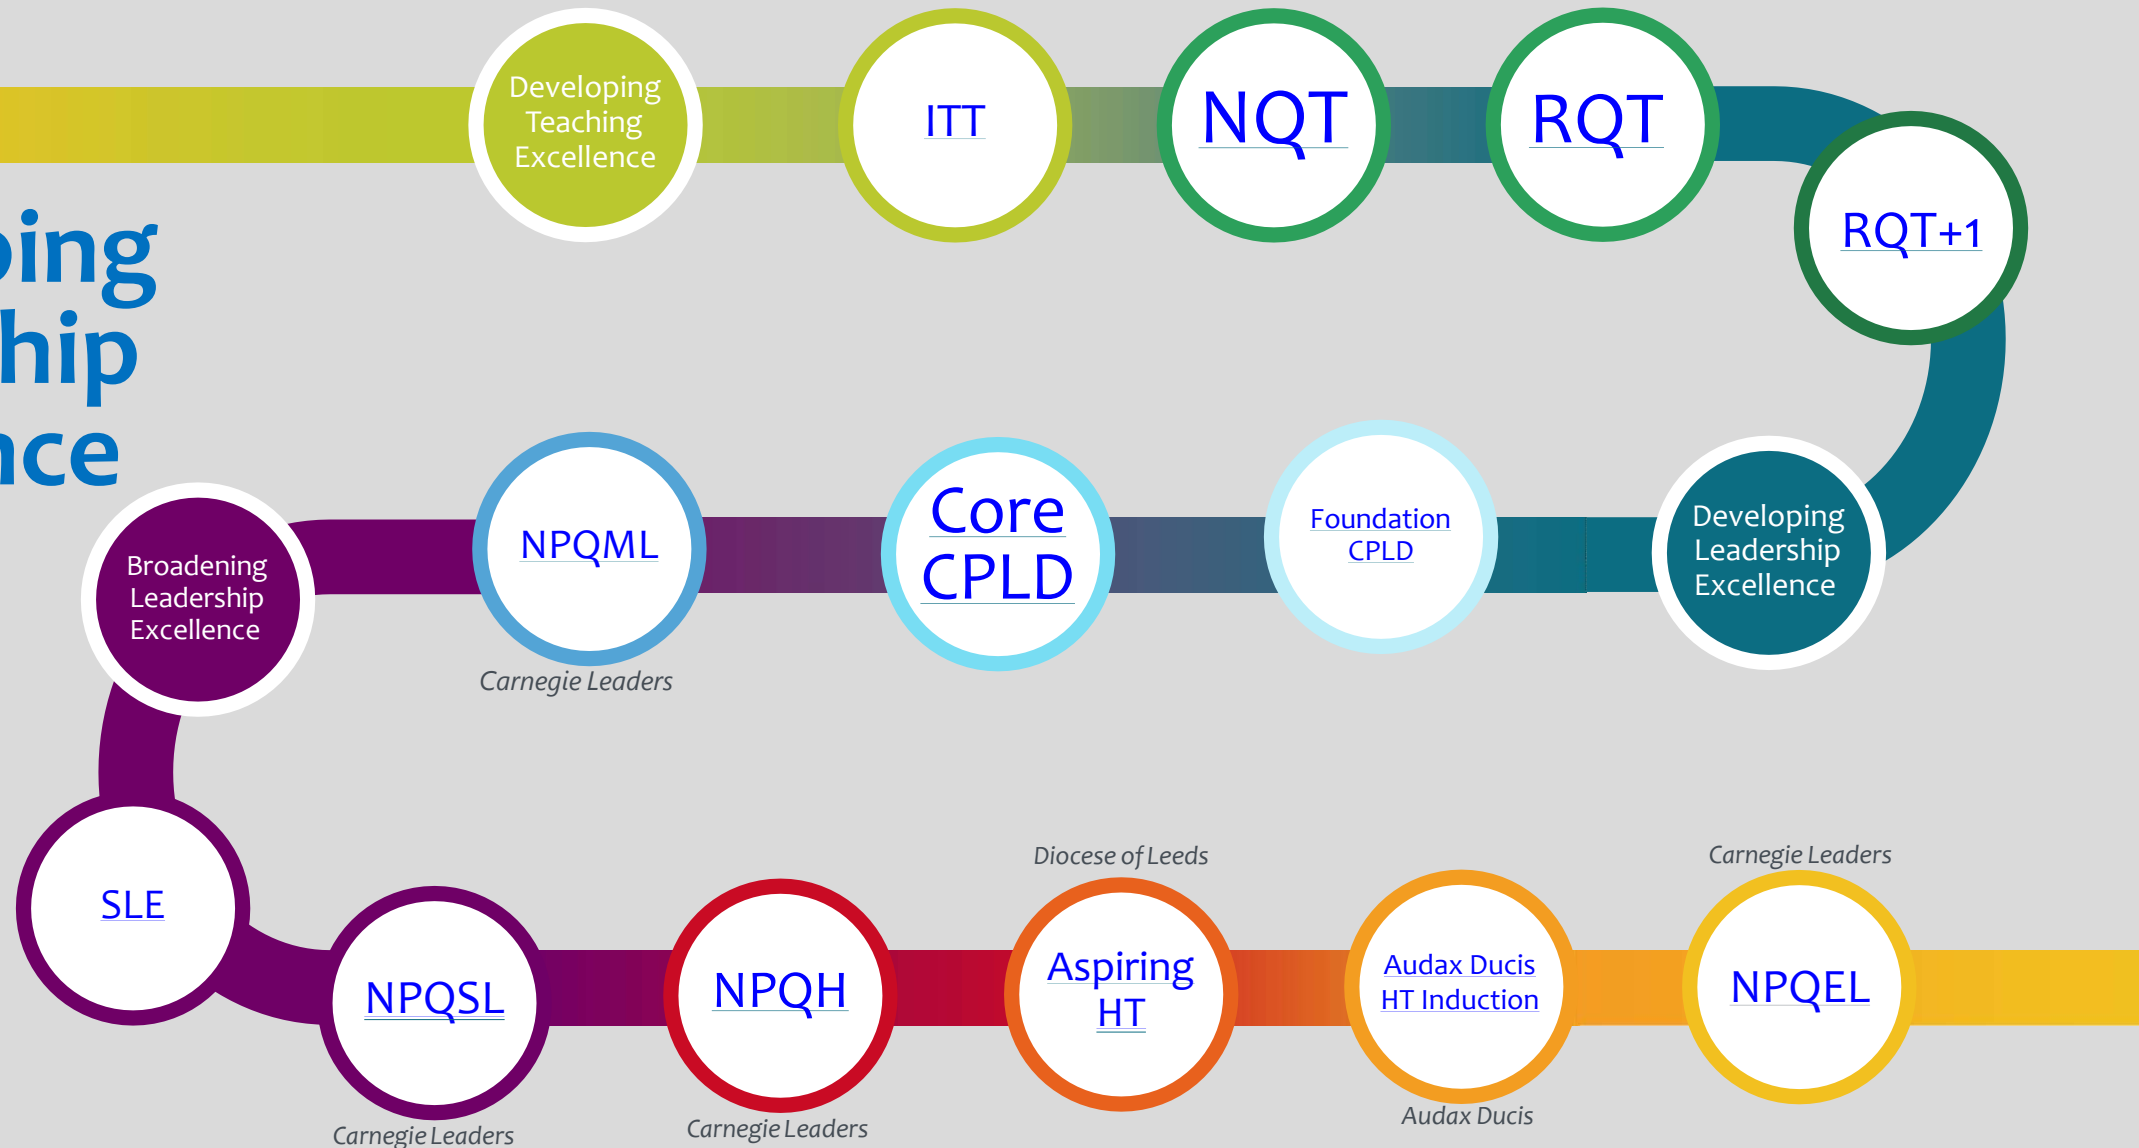 Developing
Teaching
Excellence
ITT
NQT
RQT
RQT+1
ping
hip
nce
Developing
Leadership
Excellence
Foundation
CPLD
Core
CPLD
NPQML
Carnegie Leaders
Broadening
Leadership
Excellence
SLE
NPQSL
Carnegie Leaders
NPQH
Carnegie Leaders
Diocese of Leeds
Aspiring
HT
Audax Ducis
HT Induction
Audax Ducis
Carnegie Leaders
NPQEL